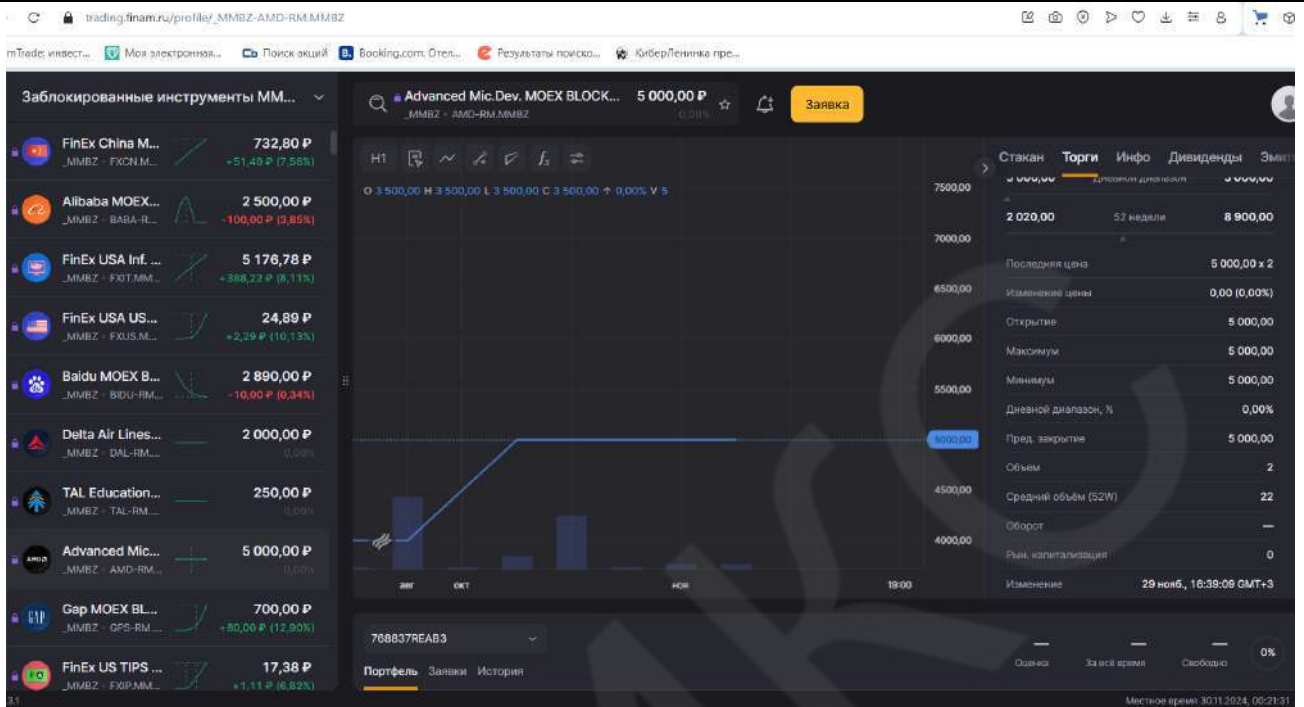 trading.finam.ru/profile/_MMBZ-AMD-RM.MMBZ
mTrade; инвест...
Моя электронная...
Поиск акций
Booking.com: Отел...
Результаты поиско...
КиберЛенинка пре...
Заблокированные инструменты MM...
FinEx China M... 732,80 ₽
_MMBZ - FXCN.M... +51,49 ₽ (7,56%)
Alibaba MOEX... 2 500,00 ₽
_MMBZ - BABA-R... -100,00 ₽ (3,85%)
FinEx USA Inf. ... 5 176,78 ₽
_MMBZ - FXIT.MM... +388,22 ₽ (8,11%)
FinEx USA US... 24,89 ₽
_MMBZ - FXUS.M... +2,29 ₽ (10,13%)
Baidu MOEX B... 2 890,00 ₽
_MMBZ - BIDU-RM... -10,00 ₽ (0,34%)
Delta Air Lines... 2 000,00 ₽
_MMBZ - DAL-RM.... 0,00%
TAL Education... 250,00 ₽
_MMBZ - TAL-RM.... 0,00%
Advanced Mic... 5 000,00 ₽
_MMBZ - AMD-RM... 0,00%
Gap MOEX BL... 700,00 ₽
_MMBZ - GPS-RM.... +80,00 ₽ (12,90%)
FinEx US TIPS ... 17,38 ₽
_MMBZ - FXIP.MM... +1,11 ₽ (6,82%)
Advanced Mic.Dev. MOEX BLOCK... 5 000,00 ₽
_MMBZ - AMD-RM.MMBZ 0,00%
Заявка
H1
O 3 500,00 H 3 500,00 L 3 500,00 C 3 500,00 ↑ 0,00% V 5
7500,00
7000,00
6500,00
6000,00
5500,00
5000,00
4500,00
4000,00
авг окт ноя 19:00
768837REAB3
Портфель Заявки История
Стакан Торги Инфо Дивиденды
5 000,00 Дневной диапазон 5 000,00
2 020,00 52 недели 8 900,00
Последняя цена 5 000,00 x 2
Изменение цены 0,00 (0,00%)
Открытие 5 000,00
Максимум 5 000,00
Минимум 5 000,00
Дневной диапазон, % 0,00%
Пред. закрытие 5 000,00
Объем 2
Средний объём (52W) 22
Оборот —
Рын. капитализация 0
Изменение 29 нояб., 16:39:09 GMT+3
— — — 0%
Оценка За всё время Свободно
Местное время 30.11.2024, 00:21:31